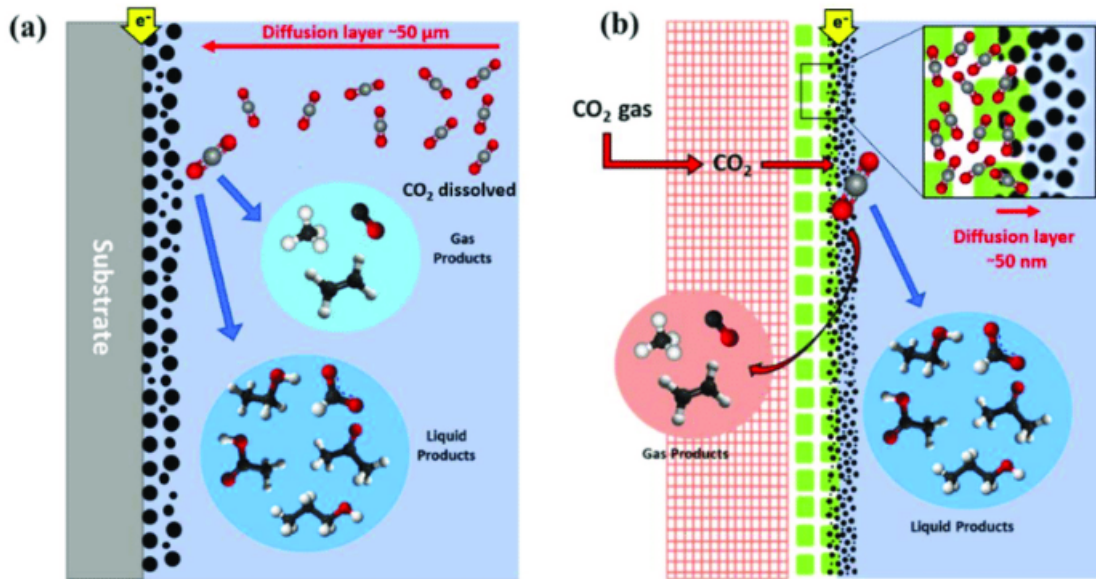 (a)
e-
Diffusion layer ~50 μm
CO2 dissolved
Gas
Products
Substrate
Liquid
Products
(b)
e-
CO2 gas
CO2
Diffusion layer
~50 nm
Gas Products
Liquid Products